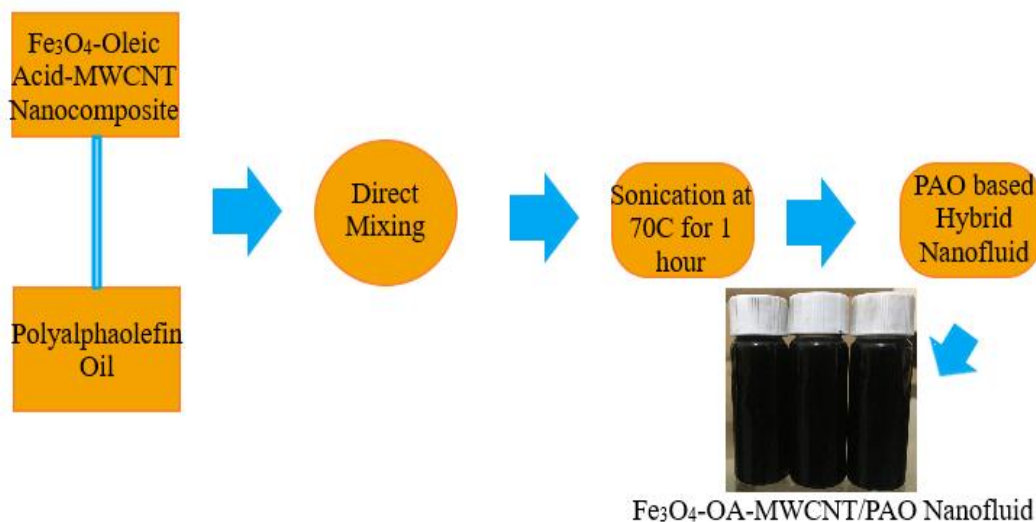 Fe₃O₄-Oleic
Acid-MWCNT
Nanocomposite
Polyalphaolefin
Oil
Direct
Mixing
Sonication at
70C for 1
hour
PAO based
Hybrid
Nanofluid
Fe₃O₄-OA-MWCNT/PAO Nanofluid